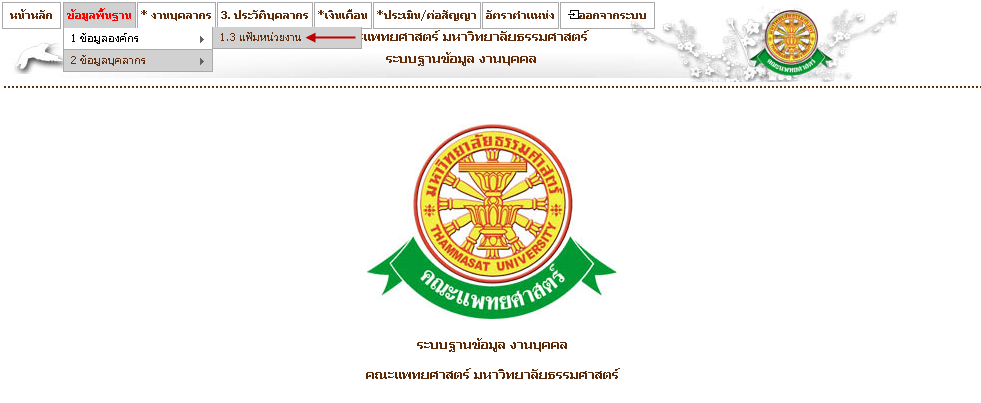 หน้าหลัก ข้อมูลพื้นฐาน * งานบุคลากร 3. ประวัติบุคลากร *เงินเดือน *ประเมิน/ต่อสัญญา อัตราตำแหน่ง ออกจากระบบ
1 ข้อมูลองค์กร 1.3 แฟ้มหน่วยงาน
แพทยศาสตร์ มหาวิทยาลัยธรรมศาสตร์
2 ข้อมูลบุคลากร ระบบฐานข้อมูล งานบุคคล
คณะแพทยศาสตร์
มหาวิทยาลัยธรรมศาสตร์
THAMMASAT UNIVERSITY
คณะแพทยศาสตร์
ระบบฐานข้อมูล งานบุคคล
คณะแพทยศาสตร์ มหาวิทยาลัยธรรมศาสตร์